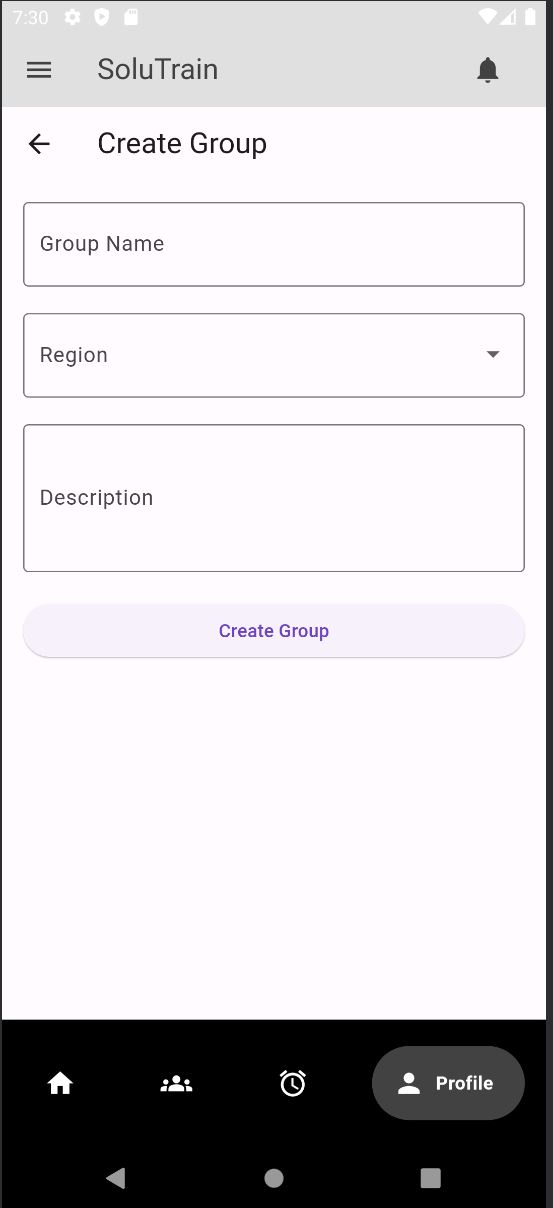 7:30
SoluTrain
Create Group
Group Name
Region
Description
Create Group
Profile